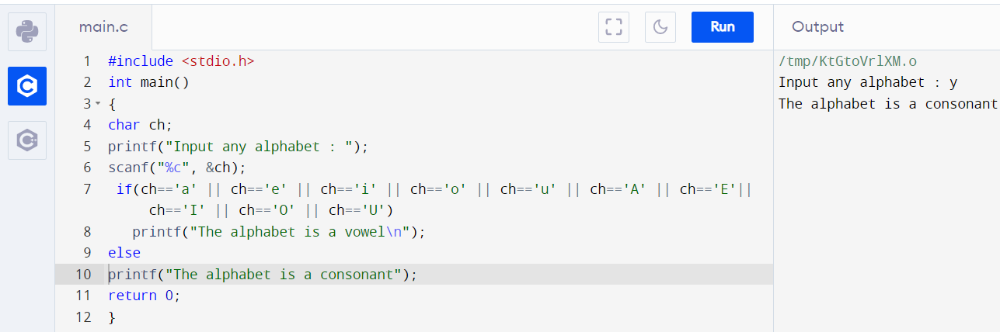 main.c
Run
Output
1 #include <stdio.h>
2 int main()
3 {
4 char ch;
5 printf("Input any alphabet : ");
6 scanf("%c", &ch);
7 if(ch=='a' || ch=='e' || ch=='i' || ch=='o' || ch=='u' || ch=='A' || ch=='E'||
ch=='I' || ch=='O' || ch=='U')
8 printf("The alphabet is a vowel\n");
9 else
10 printf("The alphabet is a consonant");
11 return 0;
12 }
/tmp/KtGtoVrlXM.o
Input any alphabet : y
The alphabet is a consonant